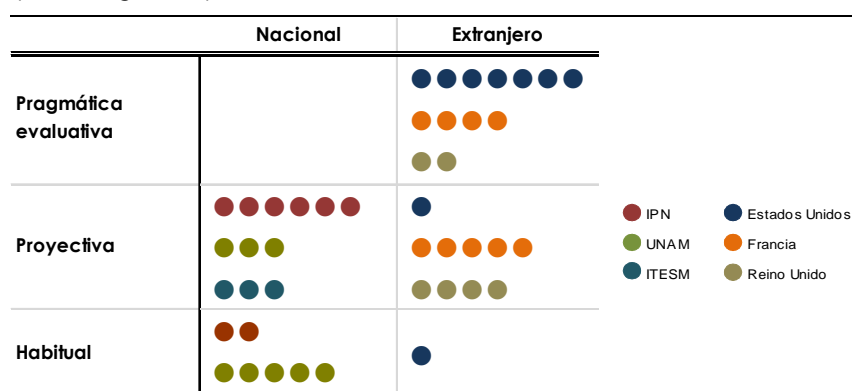 Nacional Extranjero
Pragmática
evaluativa
Proyectiva
Habitual
IPN Estados Unidos
UNAM Francia
ITESM Reino Unido